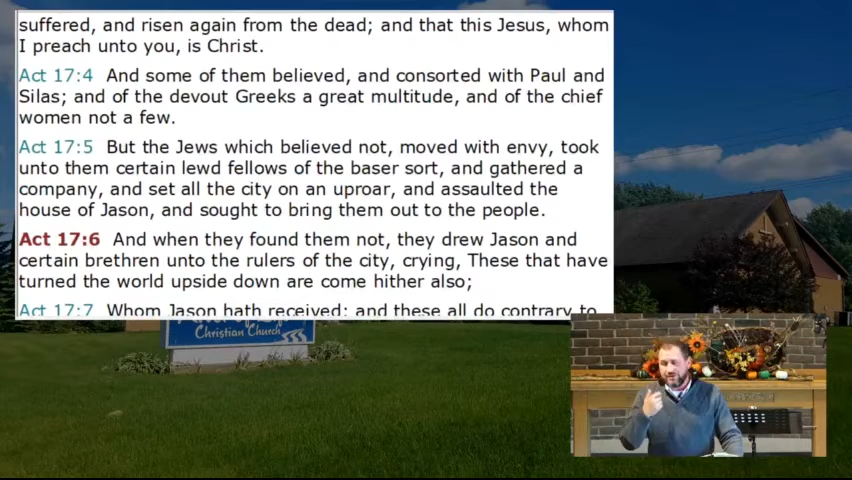 suffered, and risen again from the dead; and that this Jesus, whom
I preach unto you, is Christ.
Act 17:4 And some of them believed, and consorted with Paul and
Silas; and of the devout Greeks a great multitude, and of the chief
women not a few.
Act 17:5 But the Jews which believed not, moved with envy, took
unto them certain lewd fellows of the baser sort, and gathered a
company, and set all the city on an uproar, and assaulted the
house of Jason, and sought to bring them out to the people.
Act 17:6 And when they found them not, they drew Jason and
certain brethren unto the rulers of the city, crying, These that have
turned the world upside down are come hither also;
Act 17:7 Whom Jason hath received: and these all do contrary to
Christian Church